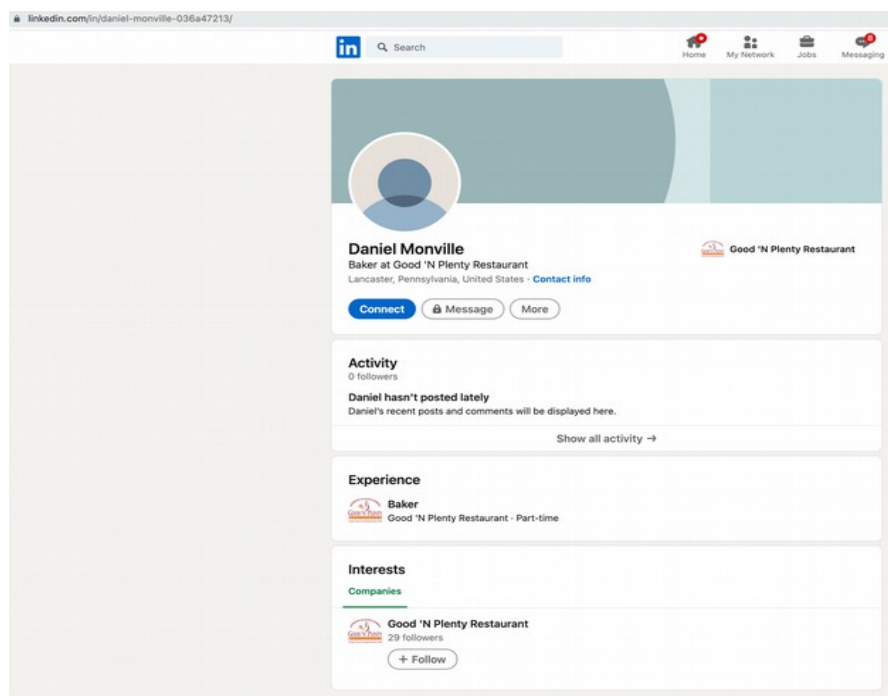 linkedin.com/in/daniel-monville-036a47213/
in
Search
Home
My Network
Jobs
8
Messaging
Daniel Monville
Good 'N Plenty Restaurant
Baker at Good 'N Plenty Restaurant
Lancaster, Pennsylvania, United States · Contact info
Connect
Message
More
Activity
0 followers
Daniel hasn't posted lately
Daniel's recent posts and comments will be displayed here.
Show all activity →
Experience
Baker
Good 'N Plenty Restaurant · Part-time
Interests
Companies
Good 'N Plenty Restaurant
29 followers
+ Follow